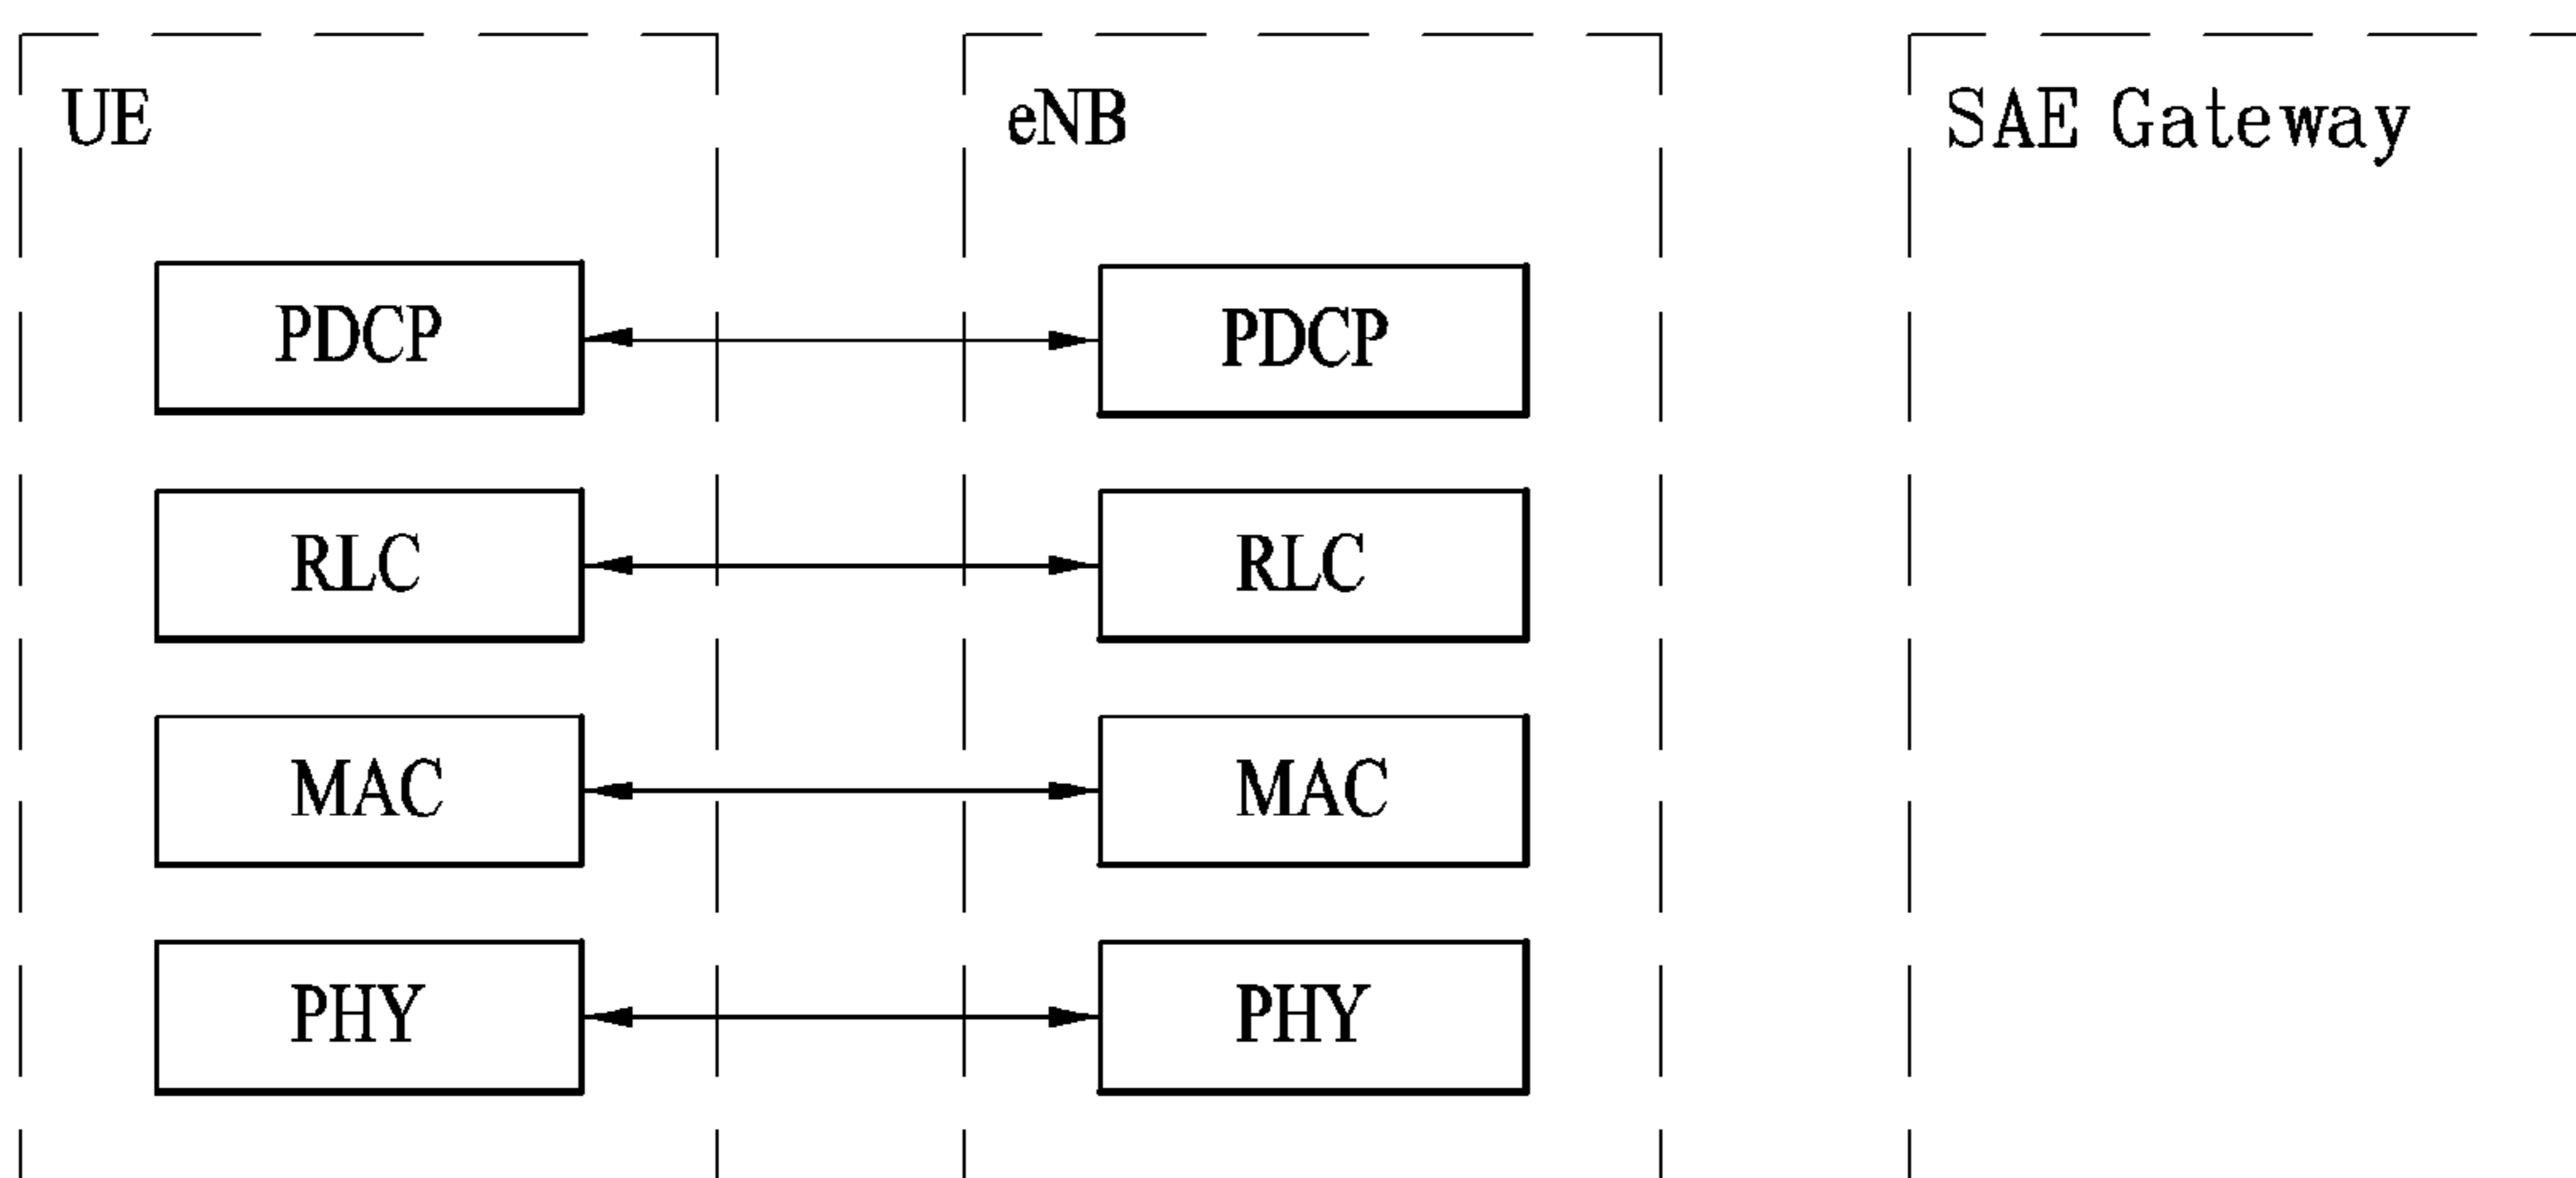 UE
eNB
SAE Gateway
PDCP
PDCP
RLC
RLC
MAC
MAC
PHY
PHY